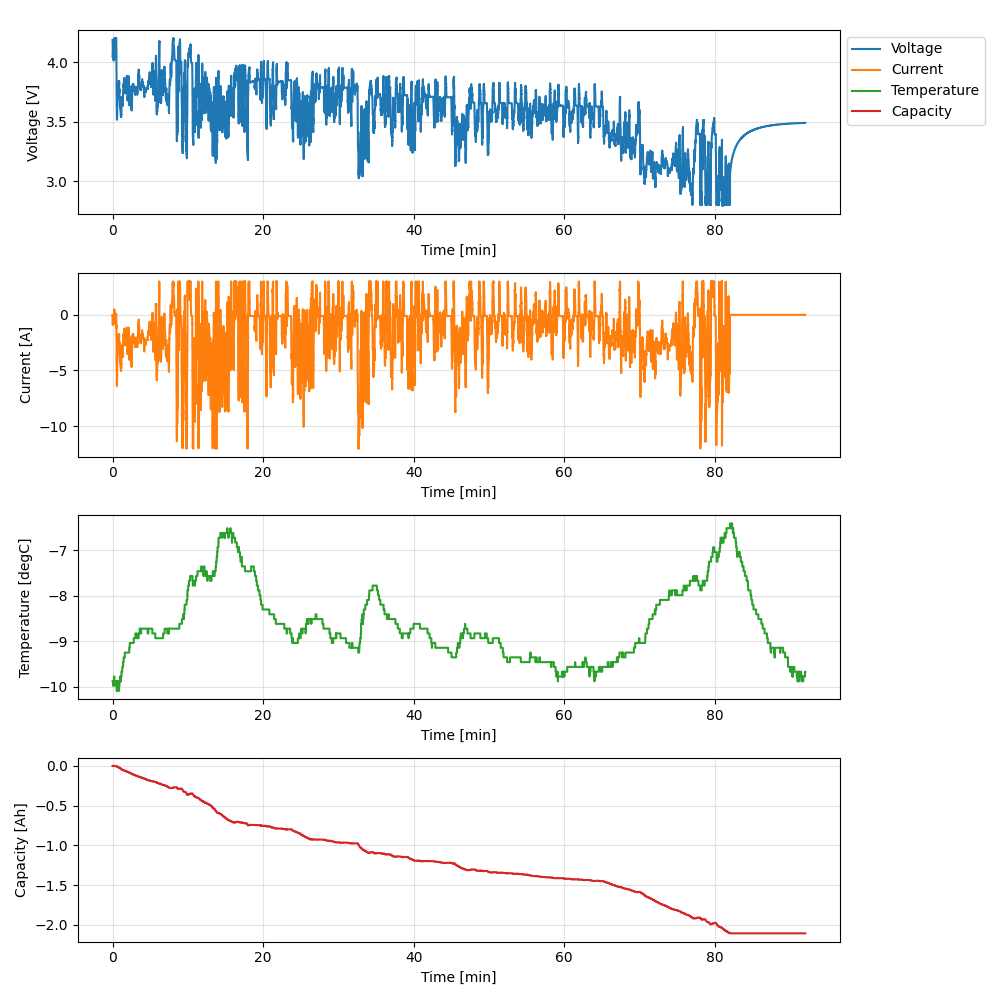 4.0
3.5
3.0
Voltage [V]
0 20 40 60 80
Time [min]
Voltage
Current
Temperature
Capacity
0
−5
−10
Current [A]
0 20 40 60 80
Time [min]
−7
−8
−9
−10
Temperature [degC]
0 20 40 60 80
Time [min]
0.0
−0.5
−1.0
−1.5
−2.0
Capacity [Ah]
0 20 40 60 80
Time [min]